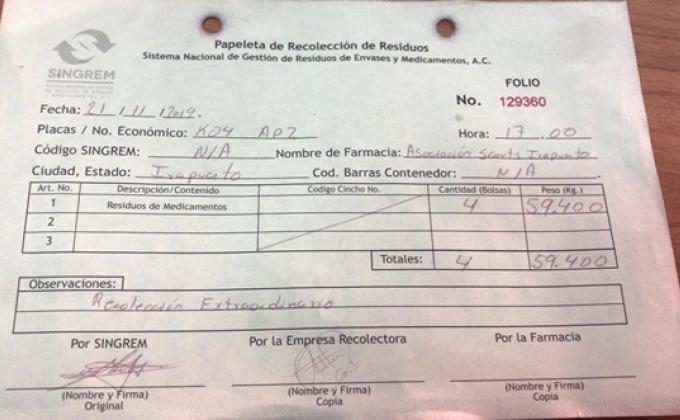 Papeleta de Recolección de Residuos
Sistema Nacional de Gestión de Residuos de Envases y Medicamentos, A.C.
SINGREM
FOLIO
No. 129360
Fecha: 21/11/2019.
Placas / No. Económico: K04 AP2 Hora: 17 .00
Código SINGREM: N/A Nombre de Farmacia: Asociación Scouts Irapuato
Ciudad, Estado: Irapuato Cod. Barras Contenedor: N/A.
Art. No. Descripción/Contenido Codigo Cincho No. Cantidad (Bolsas) Peso (Kg.)
1 Residuos de Medicamentos 4 59.400
2
3
Totales: 4 59.400
Observaciones:
Recolección Extraordinario
Por SINGREM Por la Empresa Recolectora Por la Farmacia
(Nombre y Firma) (Nombre y Firma) (Nombre y Firma)
Original Copia Copia